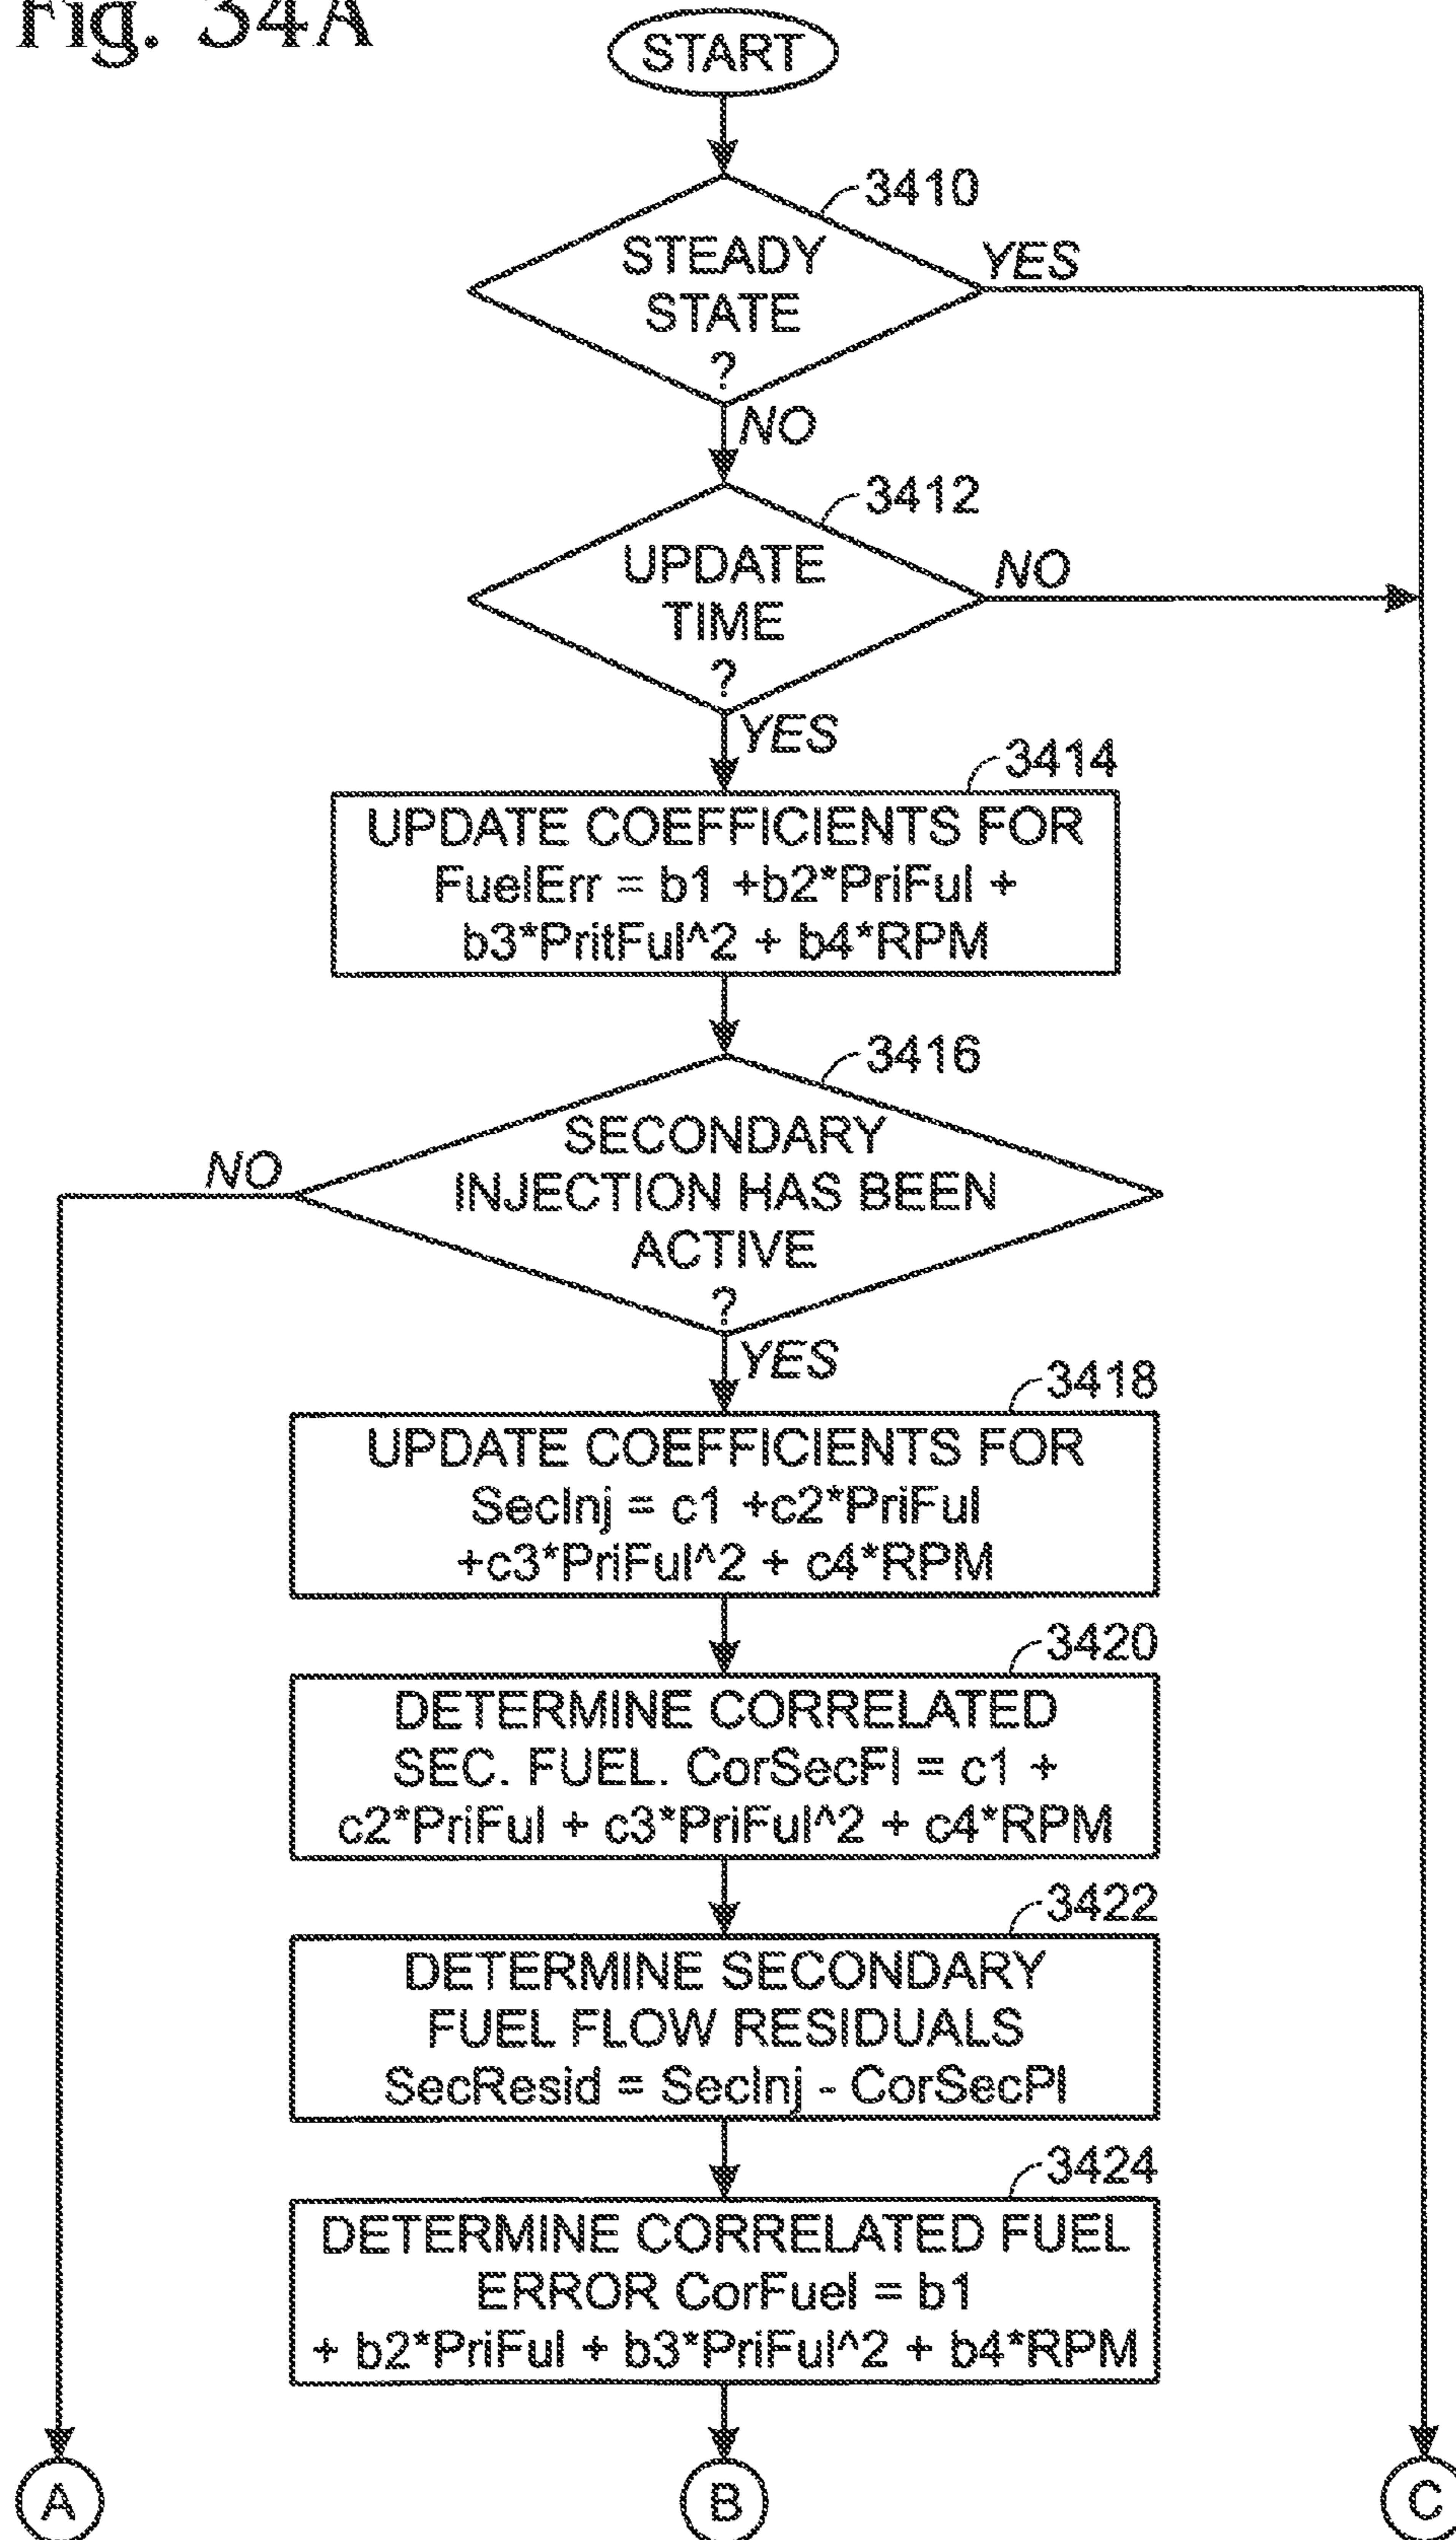 Fig. 34A
START
3410
STEADY
STATE
?
YES
NO
3412
UPDATE
TIME
?
NO
YES
3414
UPDATE COEFFICIENTS FOR
FuelErr = b1 +b2*PriFul +
b3*PritFul^2 + b4*RPM
3416
SECONDARY
INJECTION HAS BEEN
ACTIVE
?
NO
YES
3418
UPDATE COEFFICIENTS FOR
SecInj = c1 +c2*PriFul
+c3*PriFul^2 + c4*RPM
3420
DETERMINE CORRELATED
SEC. FUEL. CorSecFl = c1 +
c2*PriFul + c3*PriFul^2 + c4*RPM
3422
DETERMINE SECONDARY
FUEL FLOW RESIDUALS
SecResid = SecInj - CorSecPl
3424
DETERMINE CORRELATED FUEL
ERROR CorFuel = b1
+ b2*PriFul + b3*PriFul^2 + b4*RPM
A
B
C